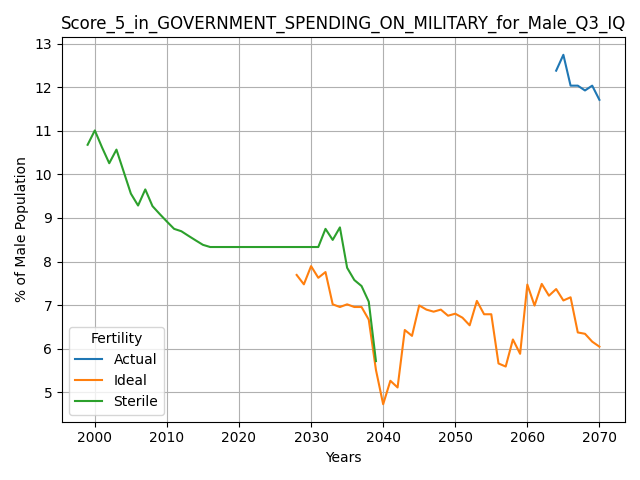 Score_5_in_GOVERNMENT_SPENDING_ON_MILITARY_for_Male_Q3_IQ
% of Male Population
13
12
11
10
9
8
7
6
5
Fertility
Actual
Ideal
Sterile
2000 2010 2020 2030 2040 2050 2060 2070
Years